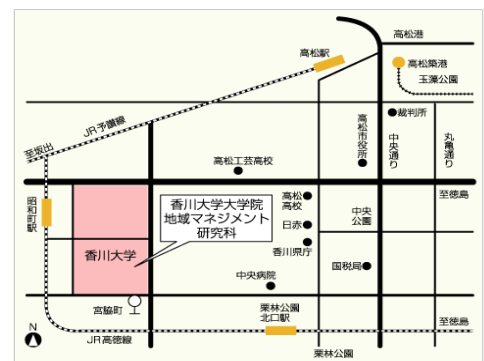 高松港
高松駅
高松築港
玉藻公園
JR予讃線
至坂出
裁判所
高松市役所
中央通り
丸亀通り
高松工芸高校
至徳島
昭和町駅
香川大学大学院
地域マネジメント
研究科
高松
高校
中央
公園
日赤
香川県庁
香川大学
国税局
中央病院
宮脇町
栗林公園
北口駅
至徳島
N
JR高徳線
栗林公園